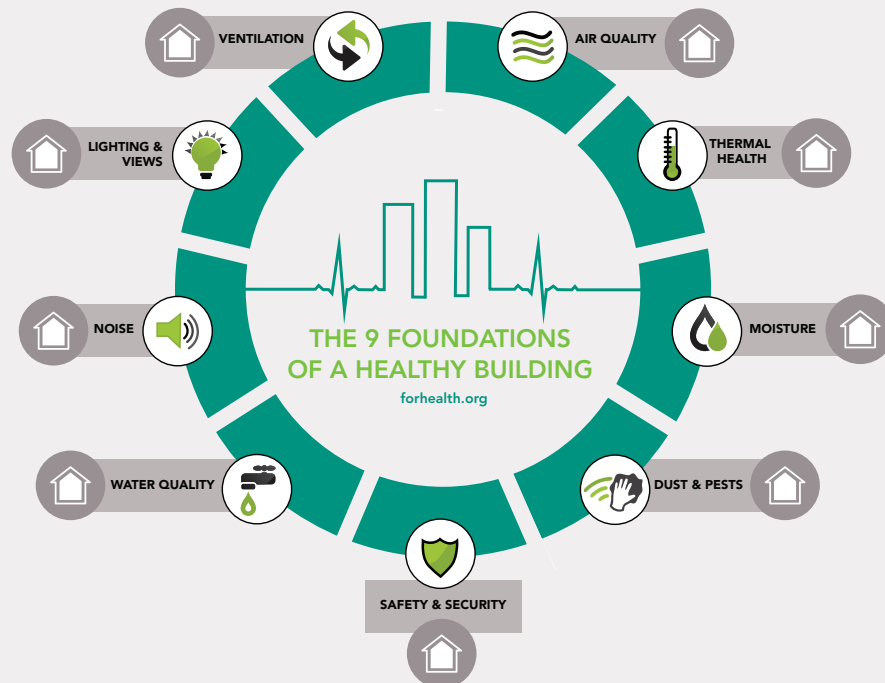 VENTILATION
AIR QUALITY
LIGHTING &
VIEWS
THERMAL
HEALTH
NOISE
MOISTURE
THE 9 FOUNDATIONS
OF A HEALTHY BUILDING
forhealth.org
WATER QUALITY
DUST & PESTS
SAFETY & SECURITY